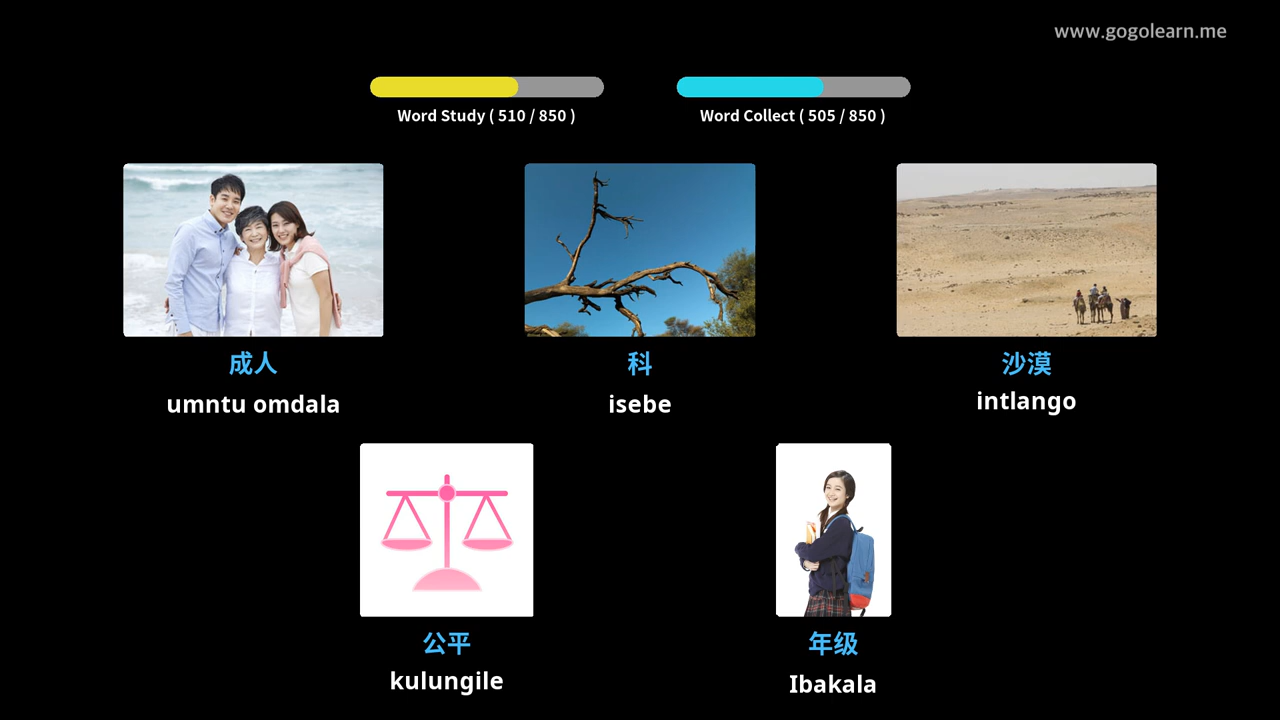 www.gogolearn.me
Word Study ( 510 / 850 )
Word Collect ( 505 / 850 )
成人
科
沙漠
umntu omdala
isebe
intlango
公平
年级
kulungile
Ibakala